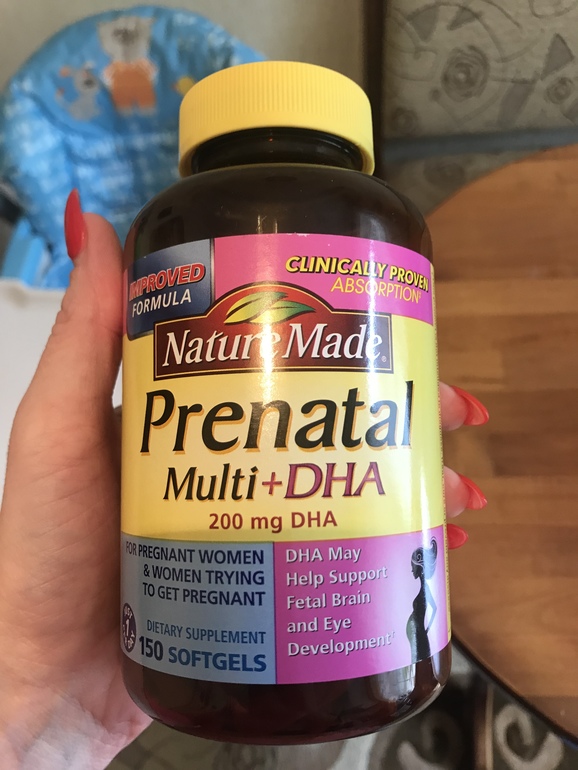 IMPROVED
FORMULA
CLINICALLY PROVEN
ABSORPTION†
Nature Made®
Prenatal
Multi+DHA
200 mg DHA
FOR PREGNANT WOMEN
& WOMEN TRYING
TO GET PREGNANT
DIETARY SUPPLEMENT
150 SOFTGELS
DHA May
Help Support
Fetal Brain
and Eye
Development
1